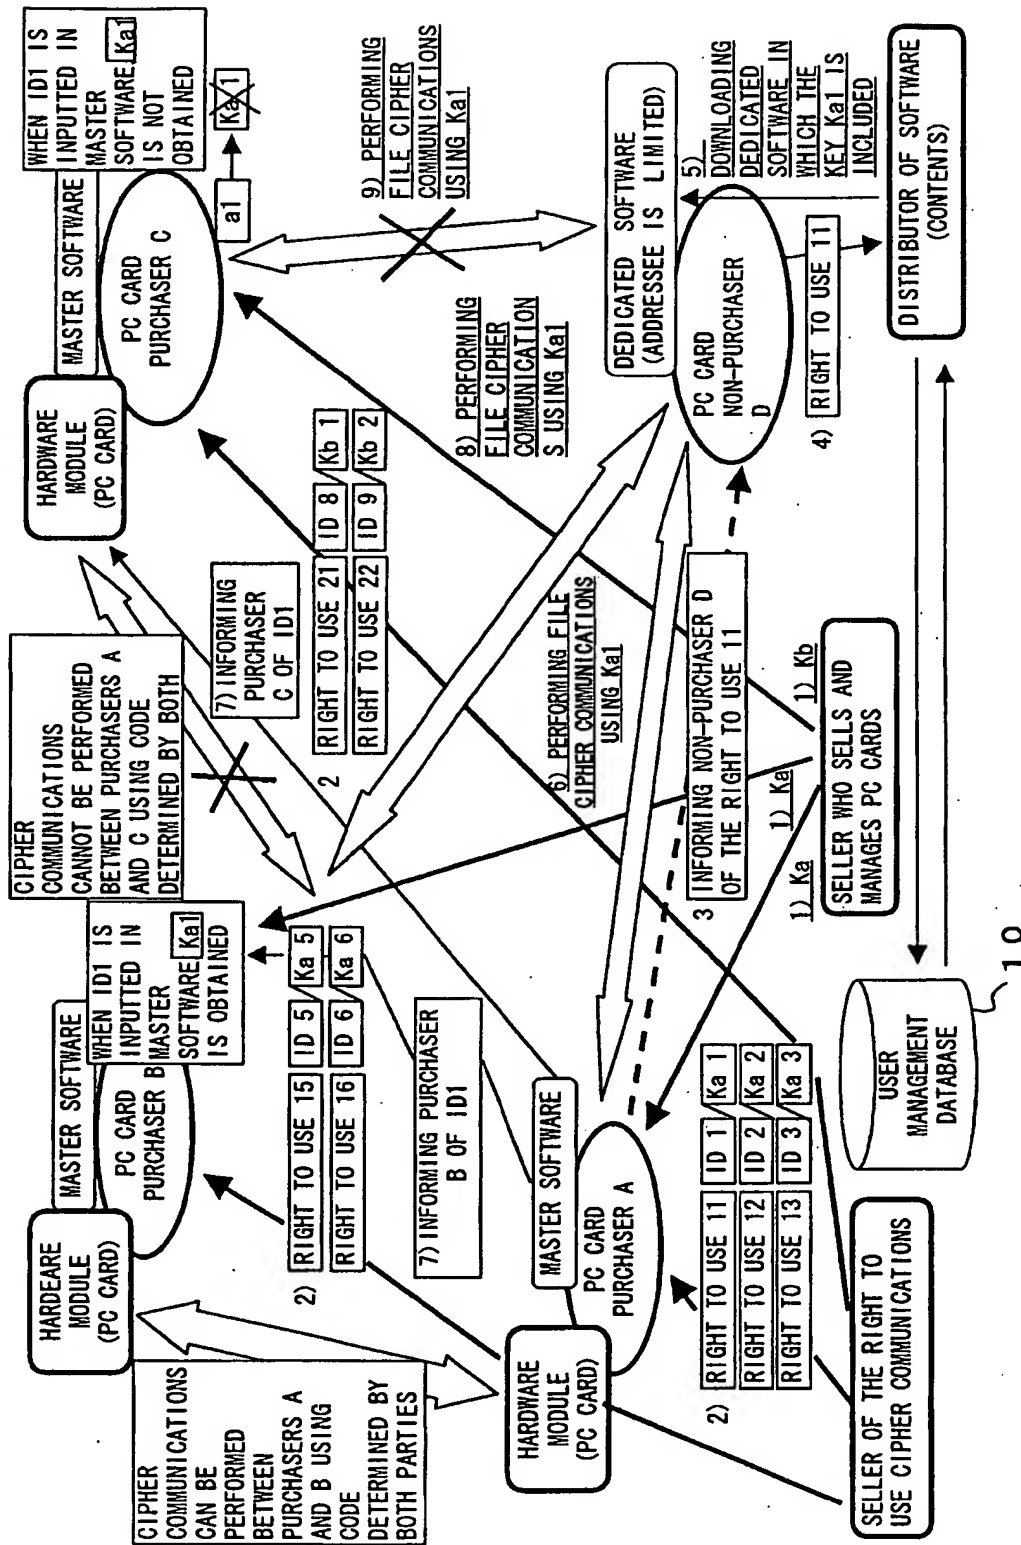 CIPHER
COMMUNICATIONS
CAN BE
PERFORMED
BETWEEN
PURCHASERS A
AND B USING
CODE
DETERMINED BY
BOTH PARTIES
HARDEARE
MODULE
(PC CARD)
MASTER SOFTWARE
PC CARD
PURCHASER B
WHEN ID1 IS
INPUTTED IN
MASTER
SOFTWARE, Ka1
IS OBTAINED
CIPHER
COMMUNICATIONS
CANNOT BE PERFORMED
BETWEEN PURCHASERS A
AND C USING CODE
DETERMINED BY BOTH
HARDWARE
MODULE
(PC CARD)
MASTER SOFTWARE
PC CARD
PURCHASER C
WHEN ID1 IS
INPUTTED IN
MASTER
SOFTWARE, Ka1
IS NOT
OBTAINED
a1
Ka 1
2)
RIGHT TO USE 15 ID 5 Ka 5
RIGHT TO USE 16 ID 6 Ka 6
7) INFORMING PURCHASER
B OF ID1
7) INFORMING
PURCHASER
C OF ID1
2
RIGHT TO USE 21 ID 8 Kb 1
RIGHT TO USE 22 ID 9 Kb 2
9) PERFORMING
FILE CIPHER
COMMUNICATIONS
USING Ka1
8) PERFORMING
FILE CIPHER
COMMUNICATION
S USING Ka1
6) PERFORMING FILE
CIPHER COMMUNICATIONS
USING Ka1
HARDWARE
MODULE
(PC CARD)
MASTER SOFTWARE
PC CARD
PURCHASER A
2)
RIGHT TO USE 11 ID 1 Ka 1
RIGHT TO USE 12 ID 2 Ka 2
RIGHT TO USE 13 ID 3 Ka 3
3 INFORMING NON-PURCHASER D
OF THE RIGHT TO USE 11
1) Ka
1) Ka
1) Kb
DEDICATED SOFTWARE
(ADDRESSEE IS LIMITED)
PC CARD
NON-PURCHASER
D
5)
DOWNLOADING
DEDICATED
SOFTWARE IN
WHICH THE
KEY Ka1 IS
INCLUDED
4) RIGHT TO USE 11
SELLER OF THE RIGHT TO
USE CIPHER COMMUNICATIONS
USER
MANAGEMENT
DATABASE
10
SELLER WHO SELLS AND
MANAGES PC CARDS
DISTRIBUTOR OF SOFTWARE
(CONTENTS)